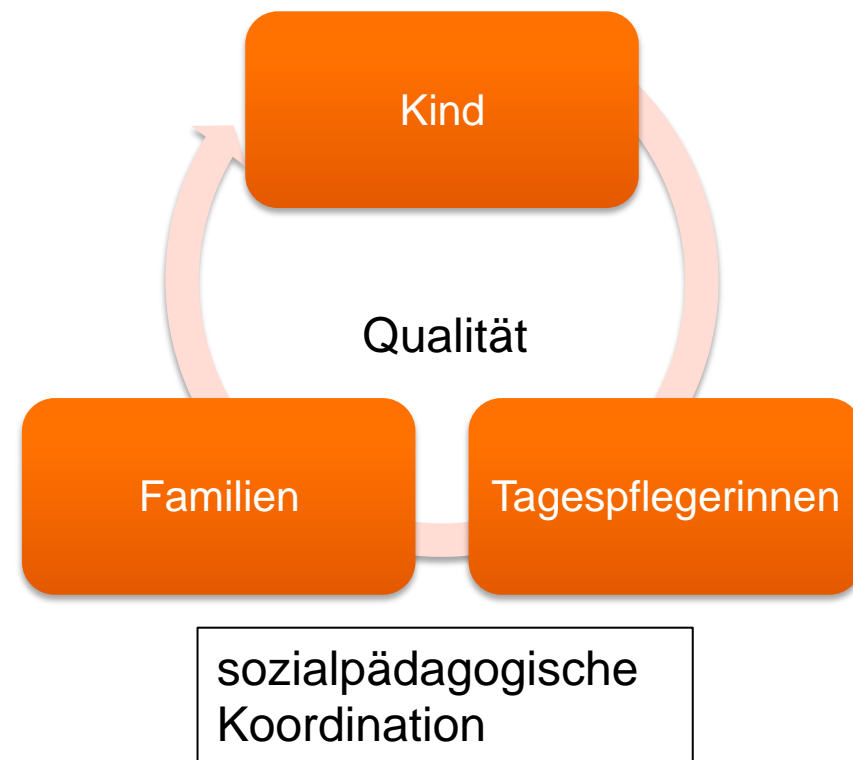 Kind
Qualität
Familien
Tagespflegerinnen
sozialpädagogische
Koordination